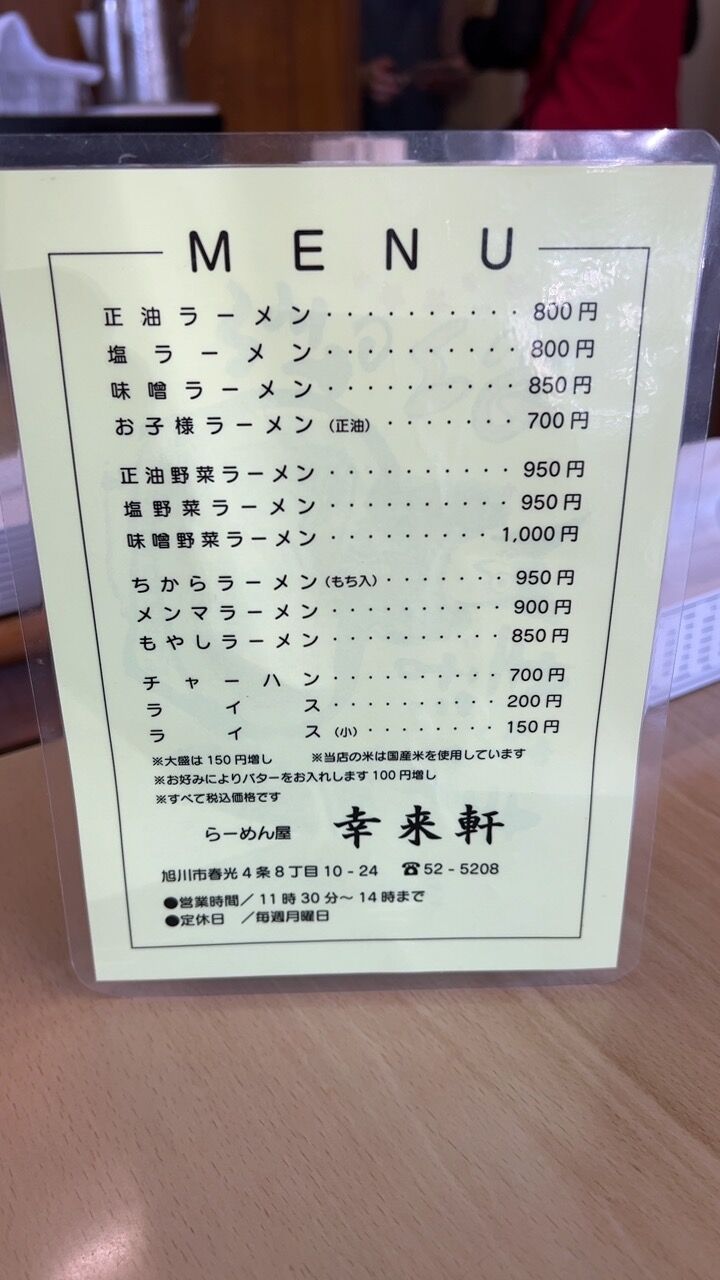 MENU
正油ラーメン・・・・・・・・・・800円
塩ラーメン・・・・・・・・・・800円
味噌ラーメン・・・・・・・・・・850円
お子様ラーメン(正油)・・・・・・・700円
正油野菜ラーメン・・・・・・・・・・950円
塩野菜ラーメン・・・・・・・・・・950円
味噌野菜ラーメン・・・・・・・・・1,000円
ちからラーメン(もち入)・・・・・・・950円
メンマラーメン・・・・・・・・・・900円
もやしラーメン・・・・・・・・・・850円
チャーハン・・・・・・・・・・700円
ライス・・・・・・・・・・200円
ライス(小)・・・・・・・・150円
※大盛は150円増し ※当店の米は国産米を使用しています
※お好みによりバターをお入れします100円増し
※すべて税込価格です
らーめん屋 幸来軒
旭川市春光4条8丁目10-24 ☎52-5208
●営業時間/11時30分～14時まで
●定休日 /毎週月曜日